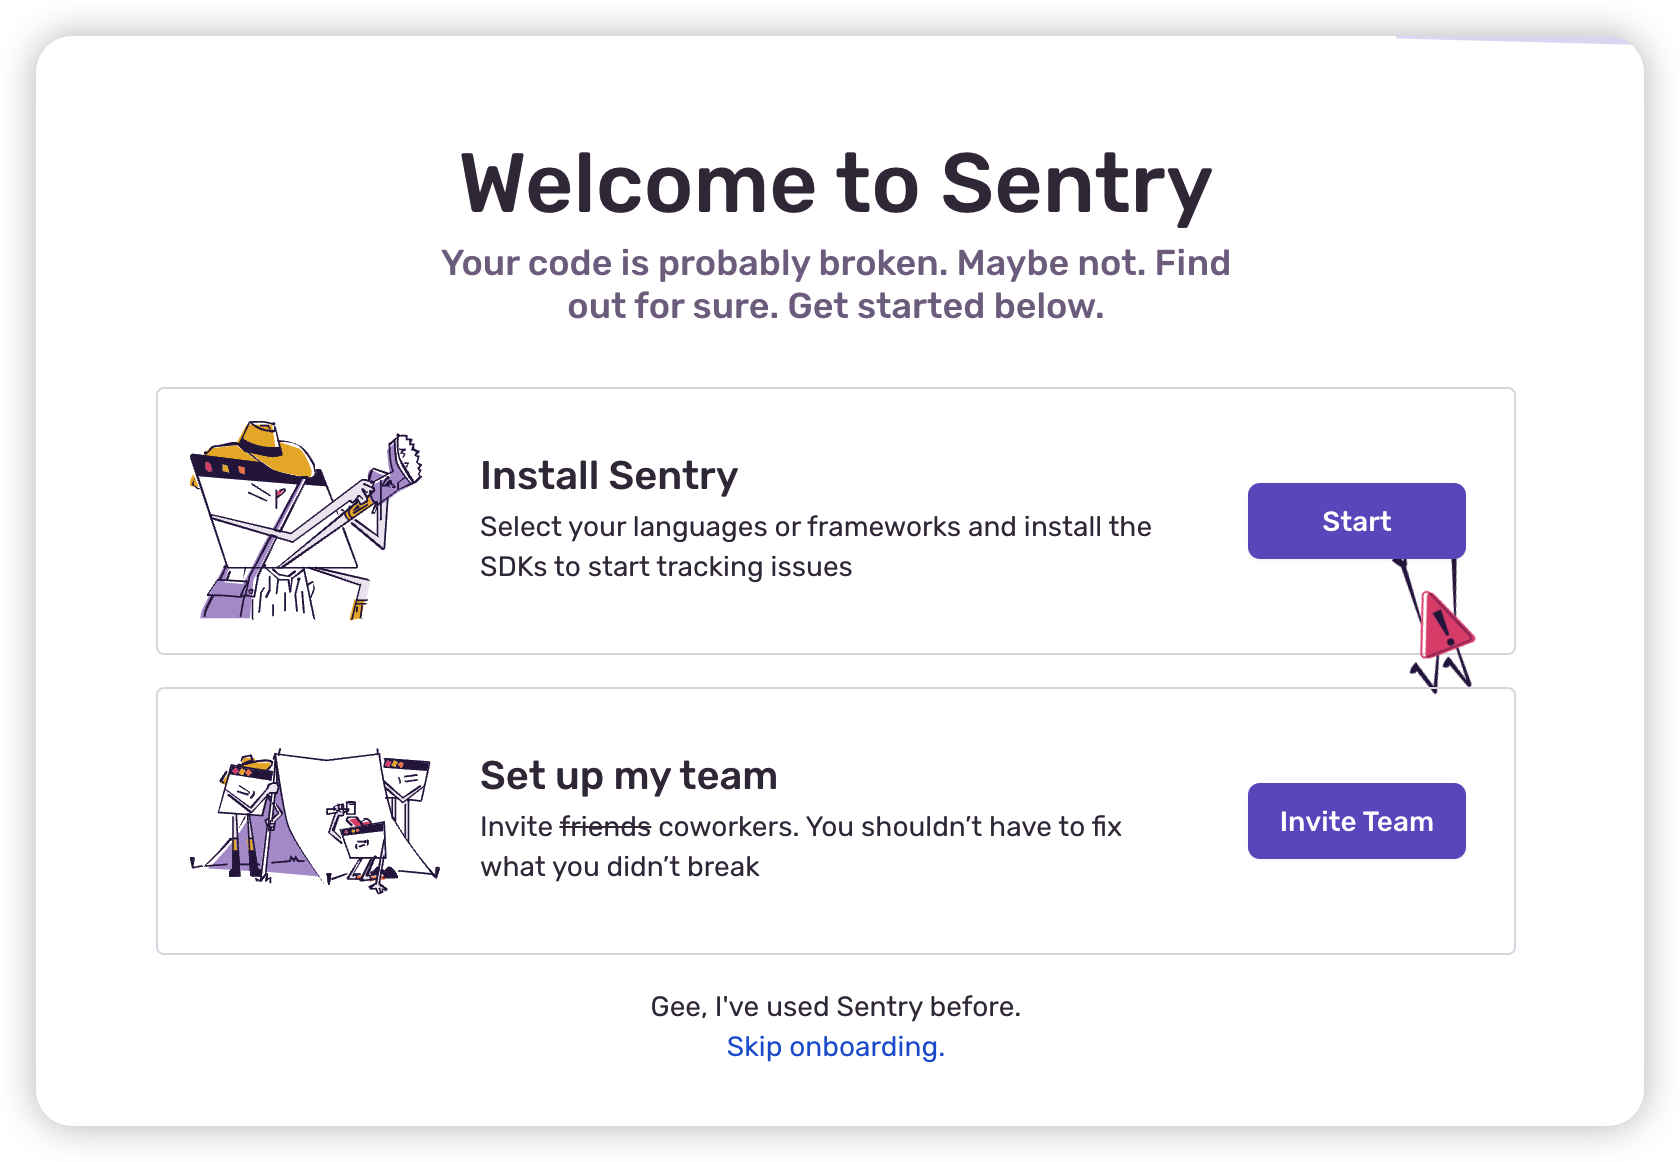 Welcome to Sentry
Your code is probably broken. Maybe not. Find
out for sure. Get started below.
Install Sentry
Select your languages or frameworks and install the
SDKs to start tracking issues
Start
!
Set up my team
Invite friends coworkers. You shouldn’t have to fix
what you didn’t break
Invite Team
Gee, I've used Sentry before.
Skip onboarding.